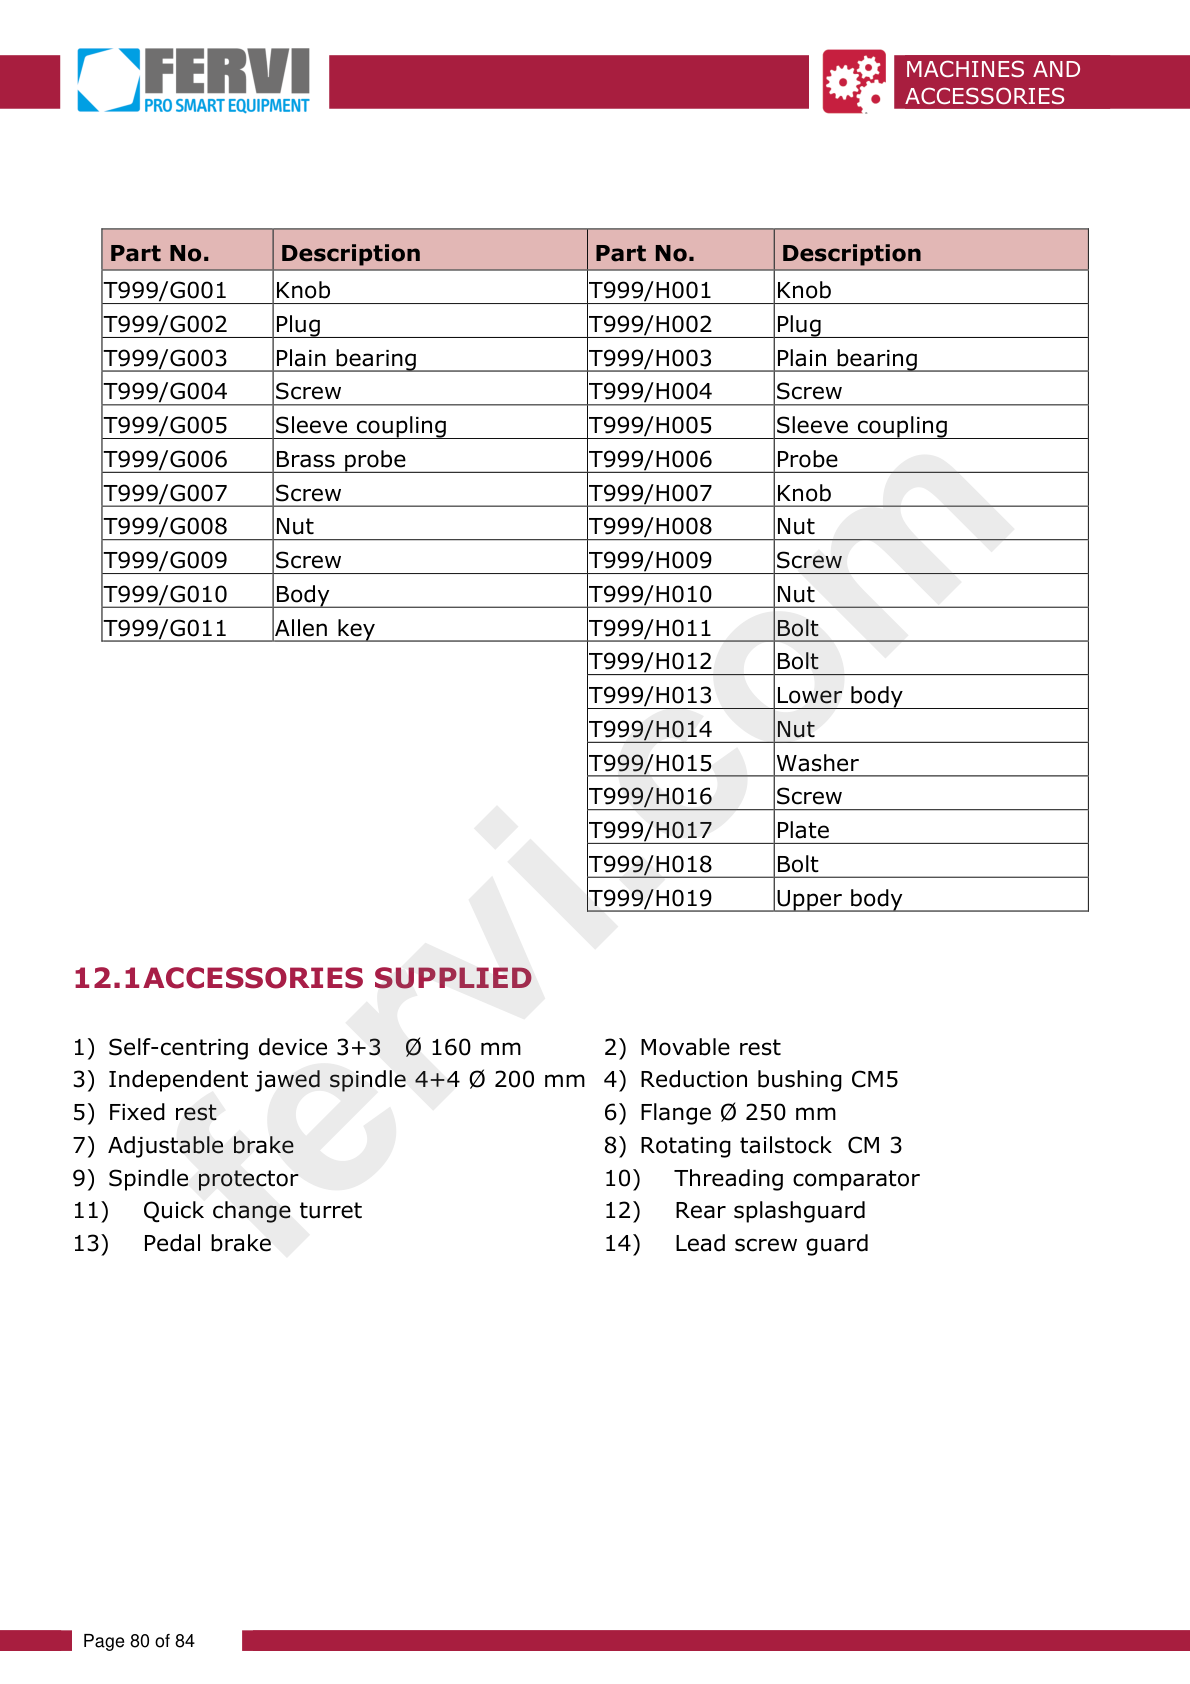 FERVI
PRO SMART EQUIPMENT
MACHINES AND
ACCESSORIES
Part No. Description Part No. Description
T999/G001 Knob T999/H001 Knob
T999/G002 Plug T999/H002 Plug
T999/G003 Plain bearing T999/H003 Plain bearing
T999/G004 Screw T999/H004 Screw
T999/G005 Sleeve coupling T999/H005 Sleeve coupling
T999/G006 Brass probe T999/H006 Probe
T999/G007 Screw T999/H007 Knob
T999/G008 Nut T999/H008 Nut
T999/G009 Screw T999/H009 Screw
T999/G010 Body T999/H010 Nut
T999/G011 Allen key T999/H011 Bolt
T999/H012 Bolt
T999/H013 Lower body
T999/H014 Nut
T999/H015 Washer
T999/H016 Screw
T999/H017 Plate
T999/H018 Bolt
T999/H019 Upper body
fervi.com
12.1ACCESSORIES SUPPLIED
1) Self-centring device 3+3 Ø 160 mm 2) Movable rest
3) Independent jawed spindle 4+4 Ø 200 mm 4) Reduction bushing CM5
5) Fixed rest 6) Flange Ø 250 mm
7) Adjustable brake 8) Rotating tailstock CM 3
9) Spindle protector 10) Threading comparator
11) Quick change turret 12) Rear splashguard
13) Pedal brake 14) Lead screw guard
Page 80 of 84